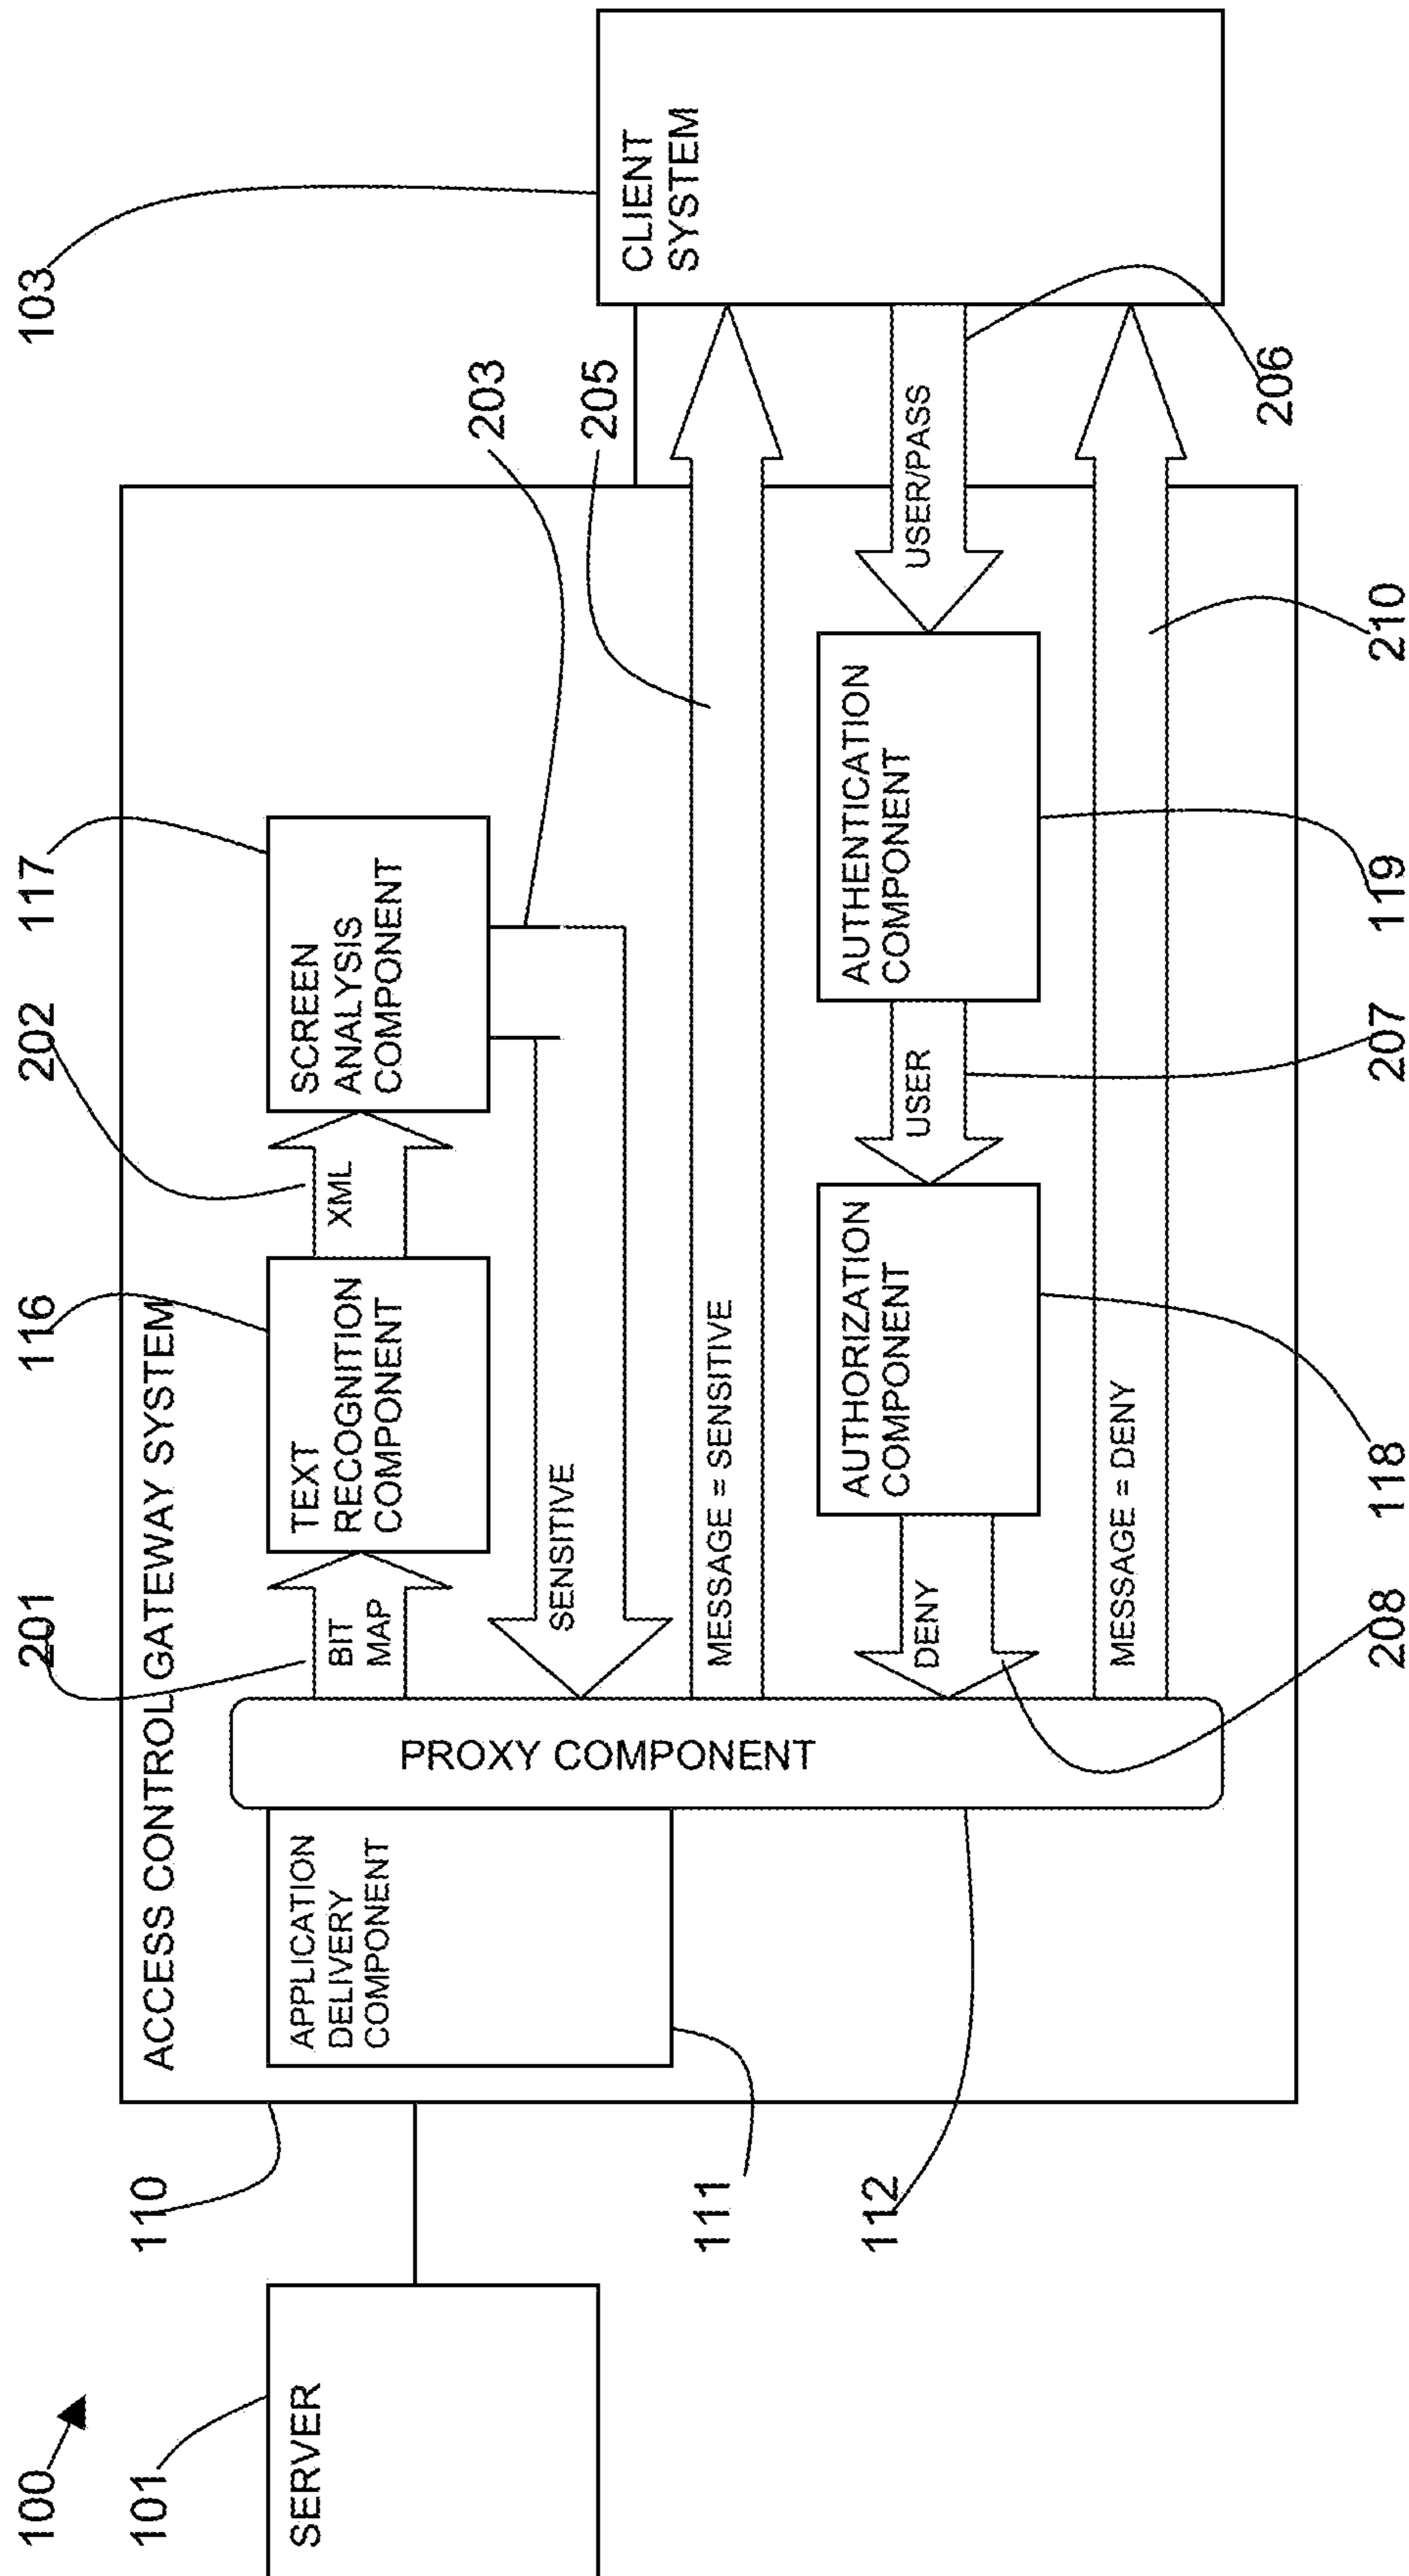 100
101
SERVER
110
ACCESS CONTROL GATEWAY SYSTEM
APPLICATION
DELIVERY
COMPONENT
111
112
PROXY COMPONENT
201
BIT
MAP
116
TEXT
RECOGNITION
COMPONENT
202
XML
117
SCREEN
ANALYSIS
COMPONENT
203
SENSITIVE
205
MESSAGE = SENSITIVE
103
CLIENT
SYSTEM
206
USER/PASS
AUTHENTICATION
COMPONENT
119
207
USER
AUTHORIZATION
COMPONENT
118
208
DENY
210
MESSAGE = DENY